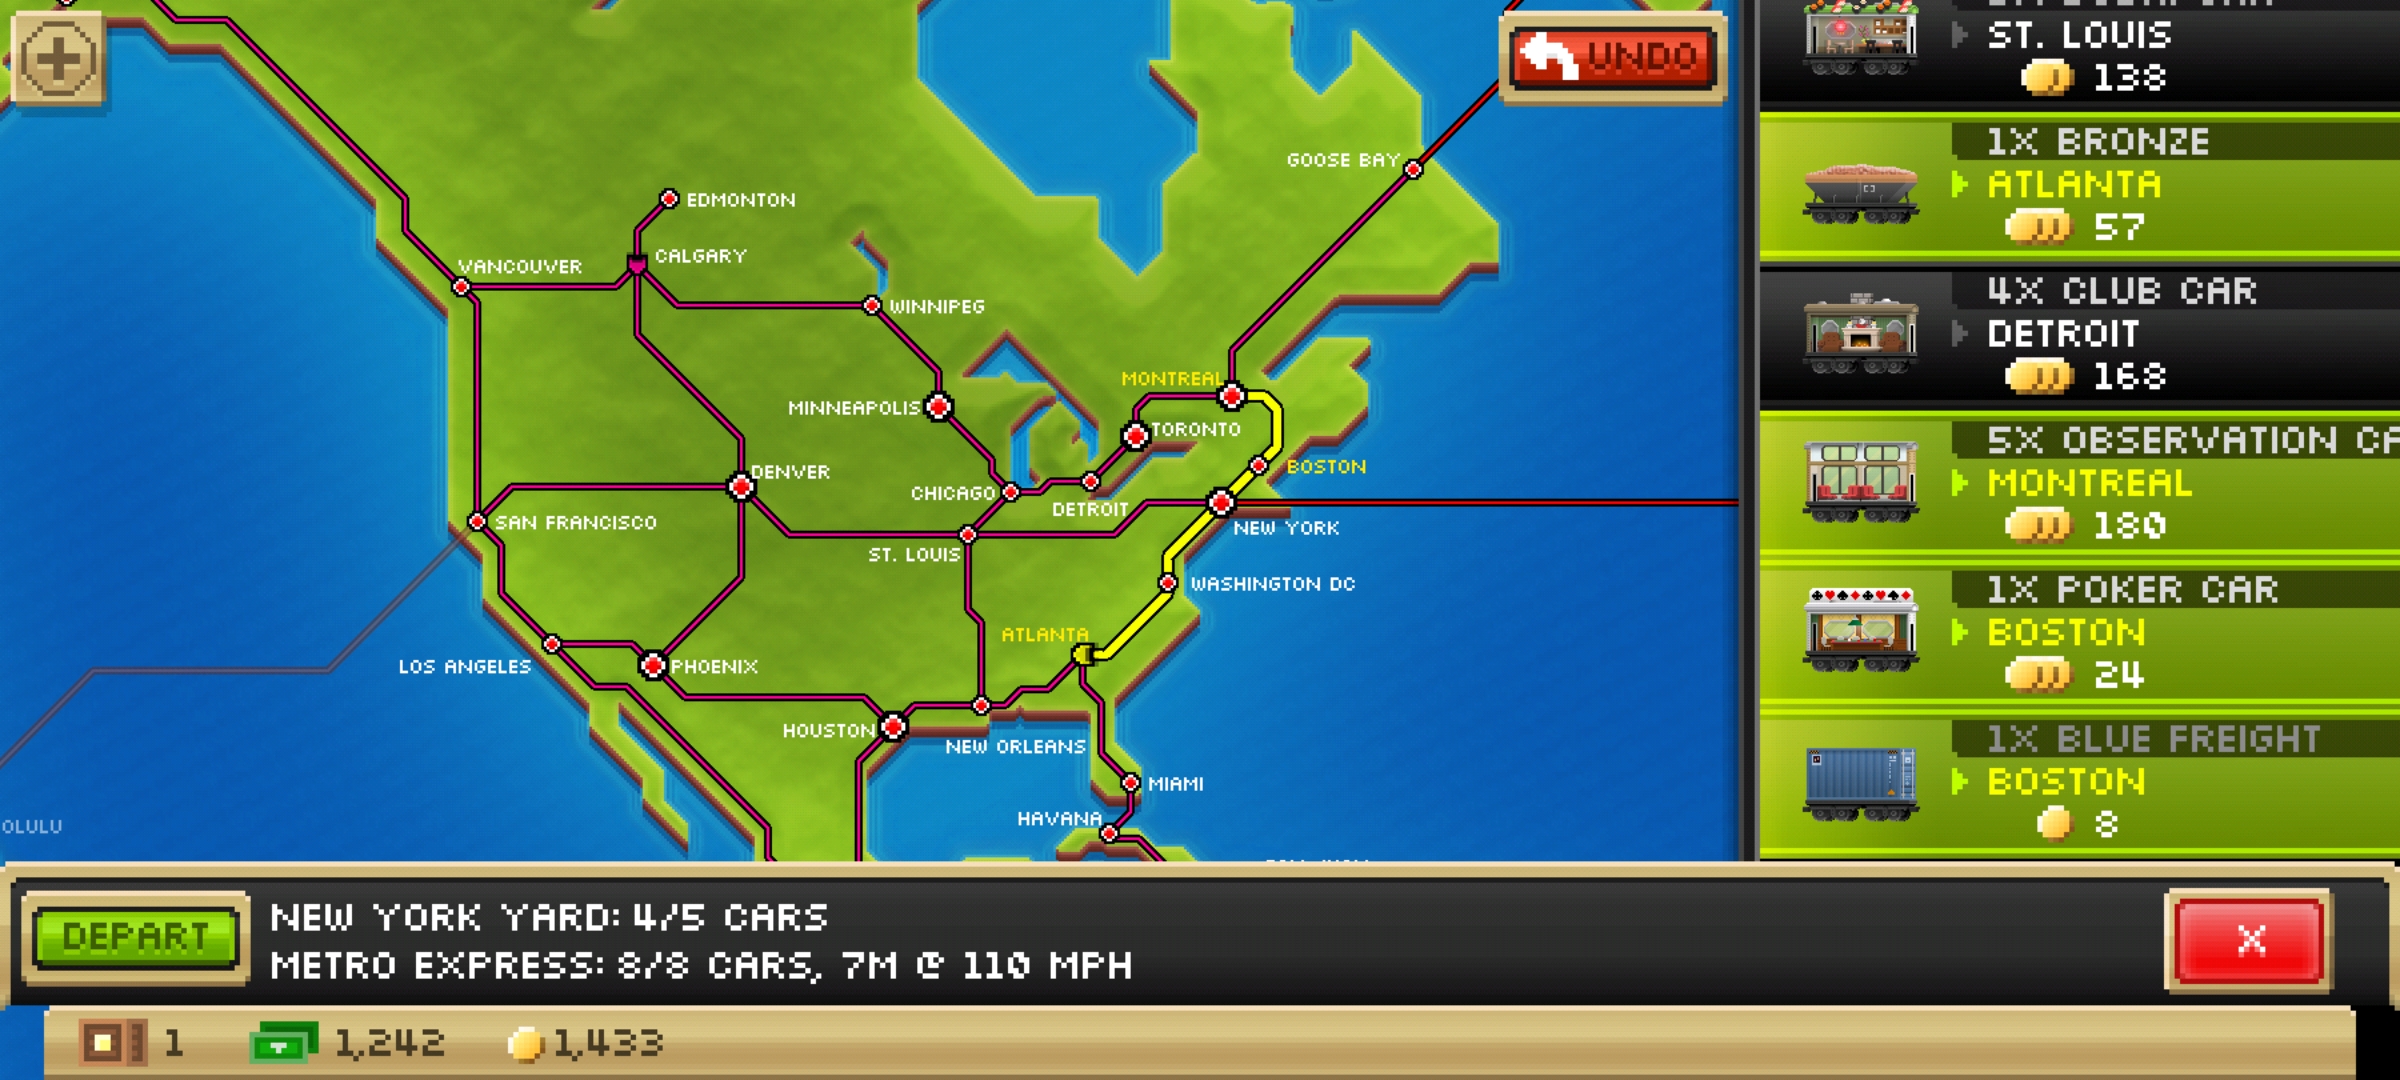 UNDO
GOOSE BAY
EDMONTON
CALGARY
VANCOUVER
WINNIPEG
MONTREAL
MINNEAPOLIS
TORONTO
DENVER
BOSTON
CHICAGO
DETROIT
SAN FRANCISCO
NEW YORK
ST. LOUIS
WASHINGTON DC
ATLANTA
LOS ANGELES
PHOENIX
HOUSTON
NEW ORLEANS
MIAMI
HAVANA
OLULU
ST. LOUIS
138
1X BRONZE
ATLANTA
57
4X CLUB CAR
DETROIT
168
5X OBSERVATION CA
MONTREAL
180
1X POKER CAR
BOSTON
24
1X BLUE FREIGHT
BOSTON
8
DEPART
NEW YORK YARD: 4/5 CARS
METRO EXPRESS: 8/8 CARS, 7M @ 110 MPH
X
1 1,242 1,433